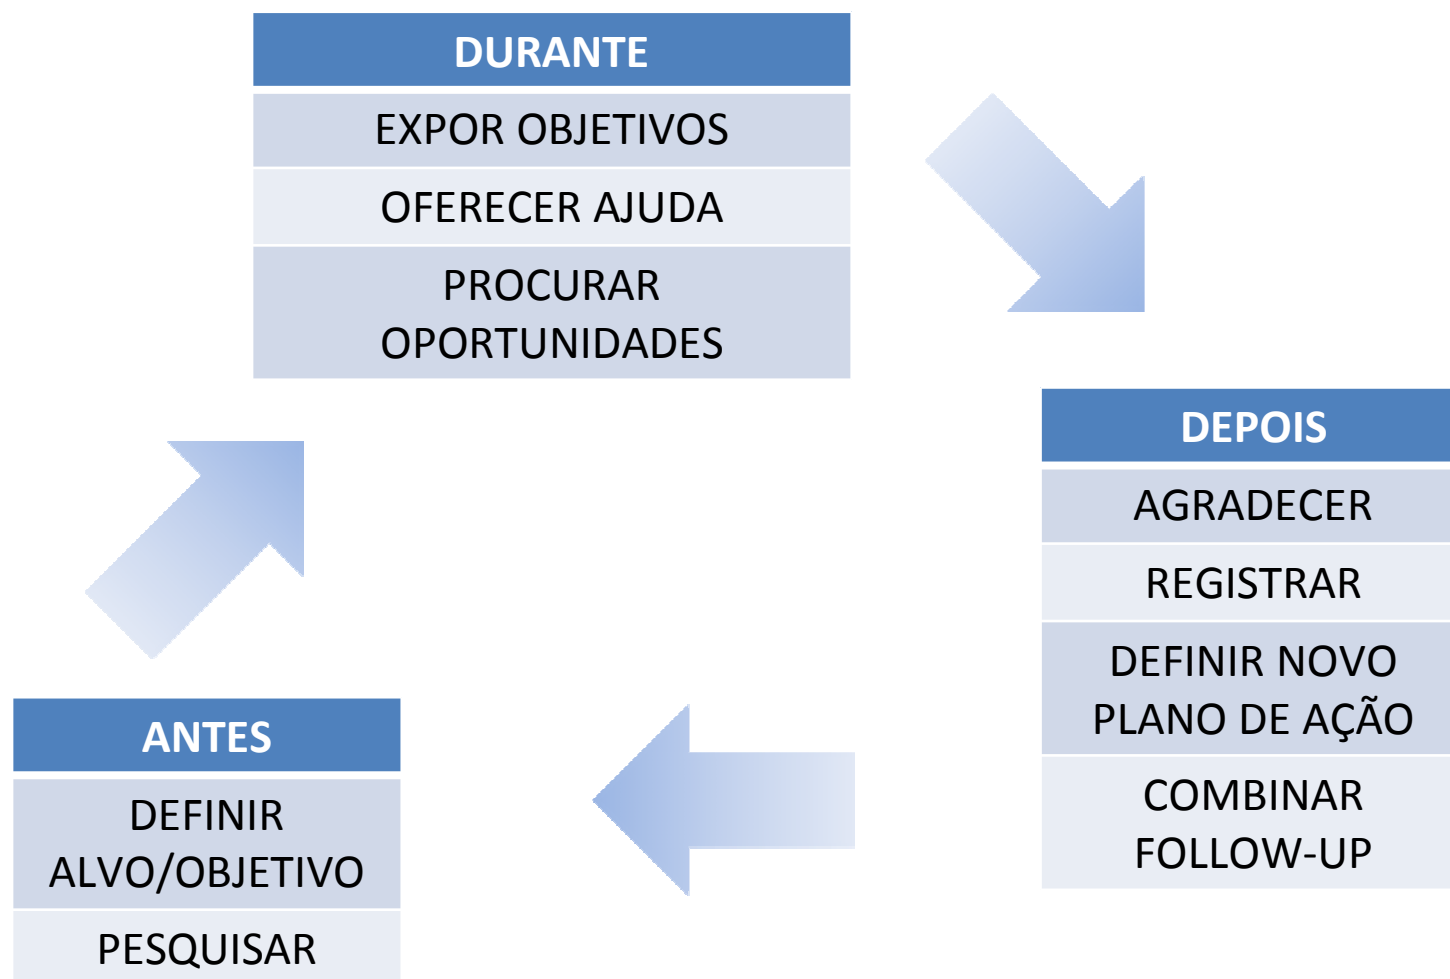 DURANTE
EXPOR OBJETIVOS
OFERECER AJUDA
PROCURAR
OPORTUNIDADES
DEPOIS
AGRADECER
REGISTRAR
DEFINIR NOVO
PLANO DE AÇÃO
COMBINAR
FOLLOW-UP
ANTES
DEFINIR
ALVO/OBJETIVO
PESQUISAR